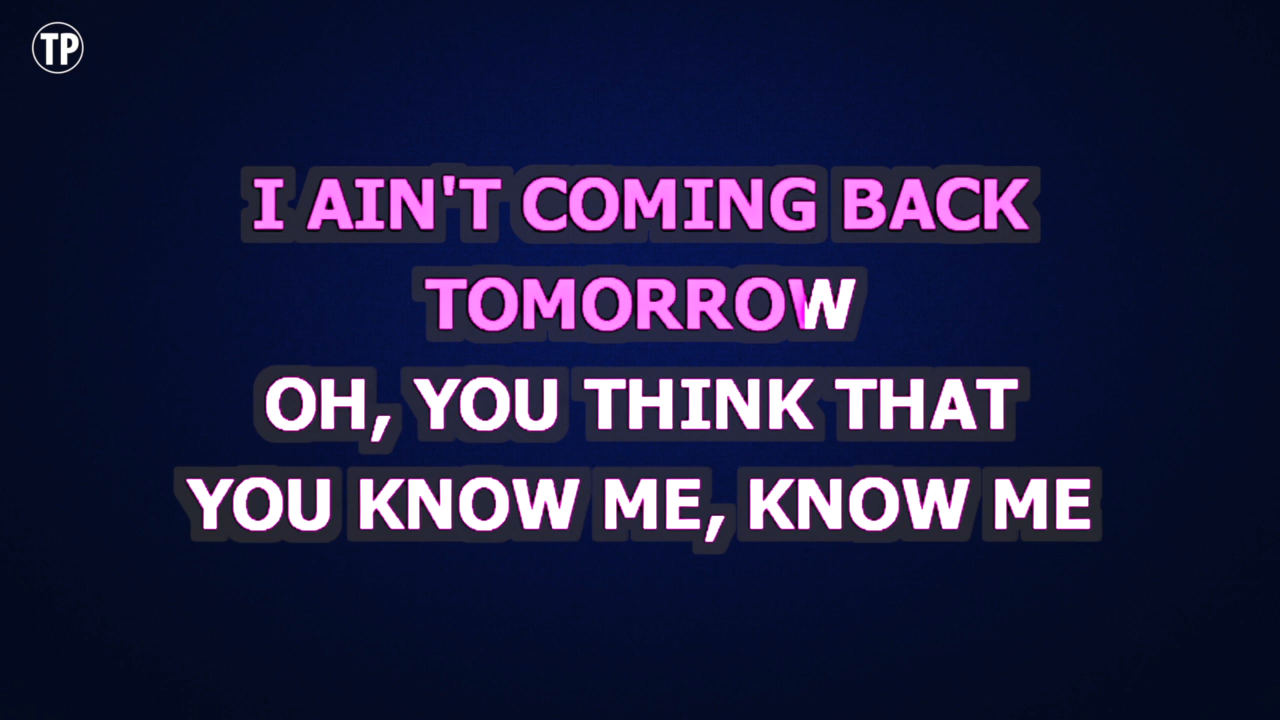 TP
I AIN'T COMING BACK
TOMORROW
OH, YOU THINK THAT
YOU KNOW ME, KNOW ME